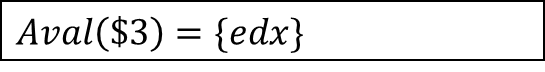 Aval($3) = {edx}